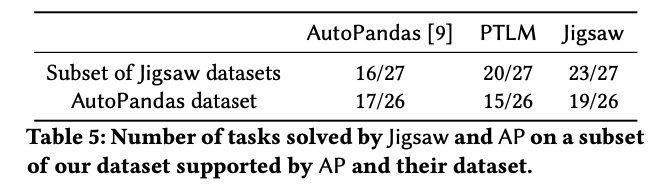 AutoPandas [9] PTLM Jigsaw
Subset of Jigsaw datasets 16/27 20/27 23/27
AutoPandas dataset 17/26 15/26 19/26
Table 5: Number of tasks solved by Jigsaw and AP on a subset
of our dataset supported by AP and their dataset.